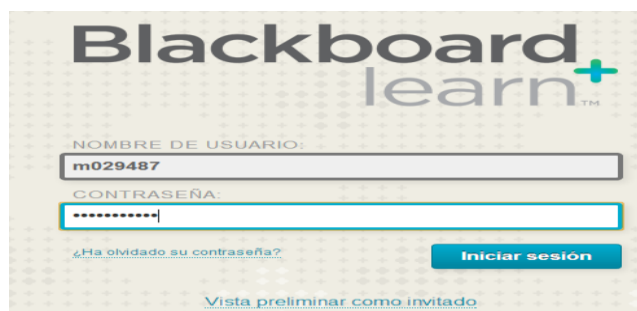 Blackboard
learn+™
NOMBRE DE USUARIO:
m029487
CONTRASEÑA:
•••••••••••
¿Ha olvidado su contraseña?
Iniciar sesión
Vista preliminar como invitado